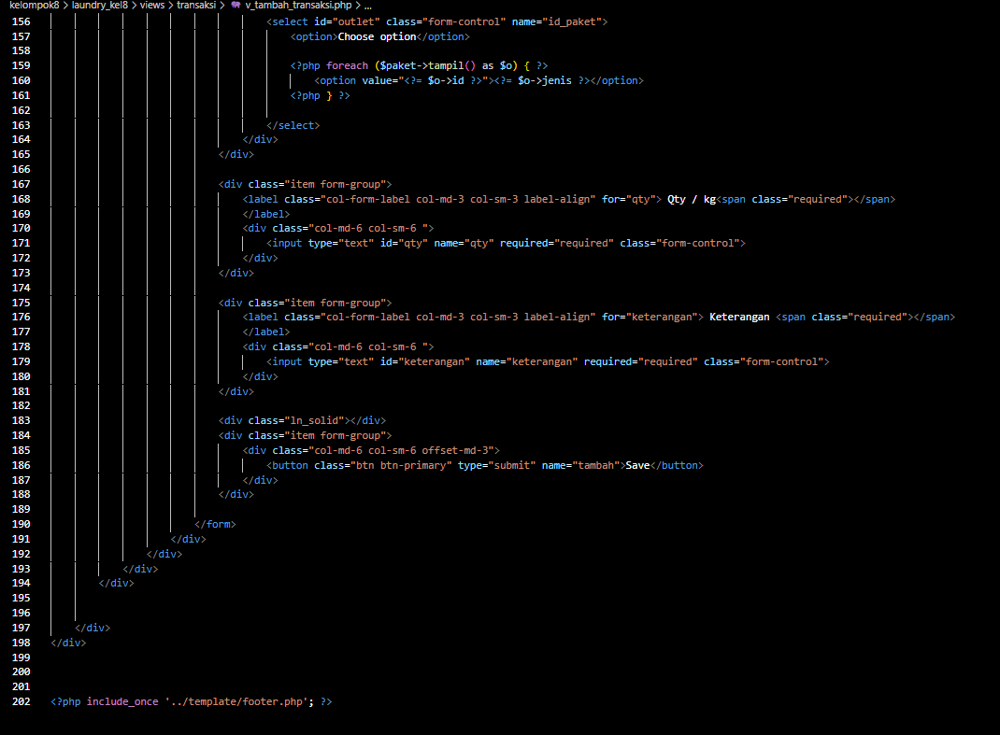 kelompok8 > laundry_kel8 > views > transaksi > v_tambah_transaksi.php > ...
156 <select id="outlet" class="form-control" name="id_paket">
157 <option>Choose option</option>
158
159 <?php foreach ($paket->tampil() as $o) { ?>
160 <option value="<?= $o->id ?>"><?= $o->jenis ?></option>
161 <?php } ?>
162
163 </select>
164 </div>
165 </div>
166
167 <div class="item form-group">
168 <label class="col-form-label col-md-3 col-sm-3 label-align" for="qty"> Qty / kg<span class="required"></span>
169 </label>
170 <div class="col-md-6 col-sm-6 ">
171 <input type="text" id="qty" name="qty" required="required" class="form-control">
172 </div>
173 </div>
174
175 <div class="item form-group">
176 <label class="col-form-label col-md-3 col-sm-3 label-align" for="keterangan"> Keterangan <span class="required"></span>
177 </label>
178 <div class="col-md-6 col-sm-6 ">
179 <input type="text" id="keterangan" name="keterangan" required="required" class="form-control">
180 </div>
181 </div>
182
183 <div class="ln_solid"></div>
184 <div class="item form-group">
185 <div class="col-md-6 col-sm-6 offset-md-3">
186 <button class="btn btn-primary" type="submit" name="tambah">Save</button>
187 </div>
188 </div>
189
190 </form>
191 </div>
192 </div>
193 </div>
194 </div>
195
196
197 </div>
198 </div>
199
200
201
202 <?php include_once '../template/footer.php'; ?>